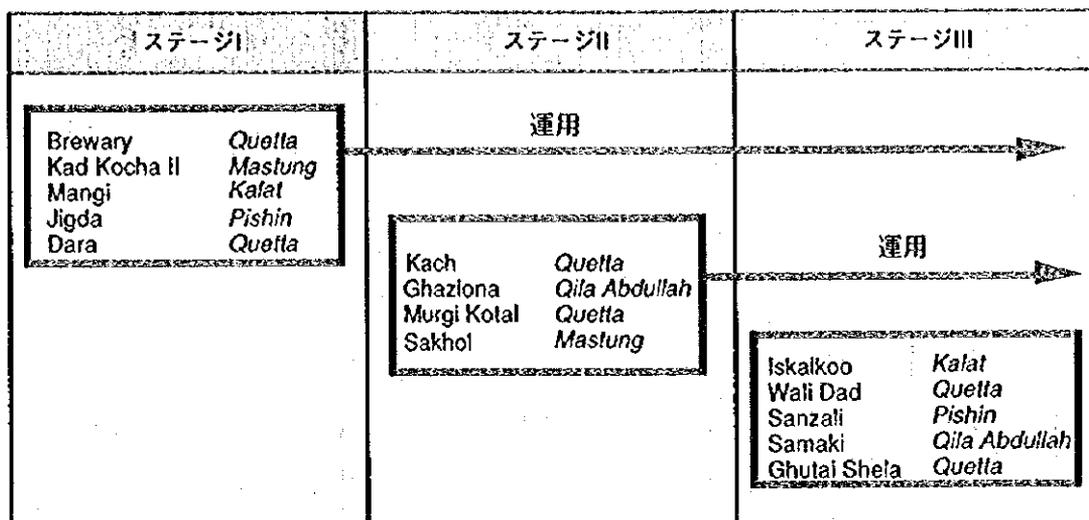 ステージI ステージII ステージIII
運用
Brewary Quetta
Kad Kocha II Mastung
Mangi Kalat
Jigda Pishin
Dara Quetta
運用
Kach Quetta
Ghaziona Qila Abdullah
Murgi Kotal Quetta
Sakhol Mastung
Iskalkoo Kalat
Wali Dad Quetta
Sanzali Pishin
Samaki Qila Abdullah
Ghutai Shela Quetta